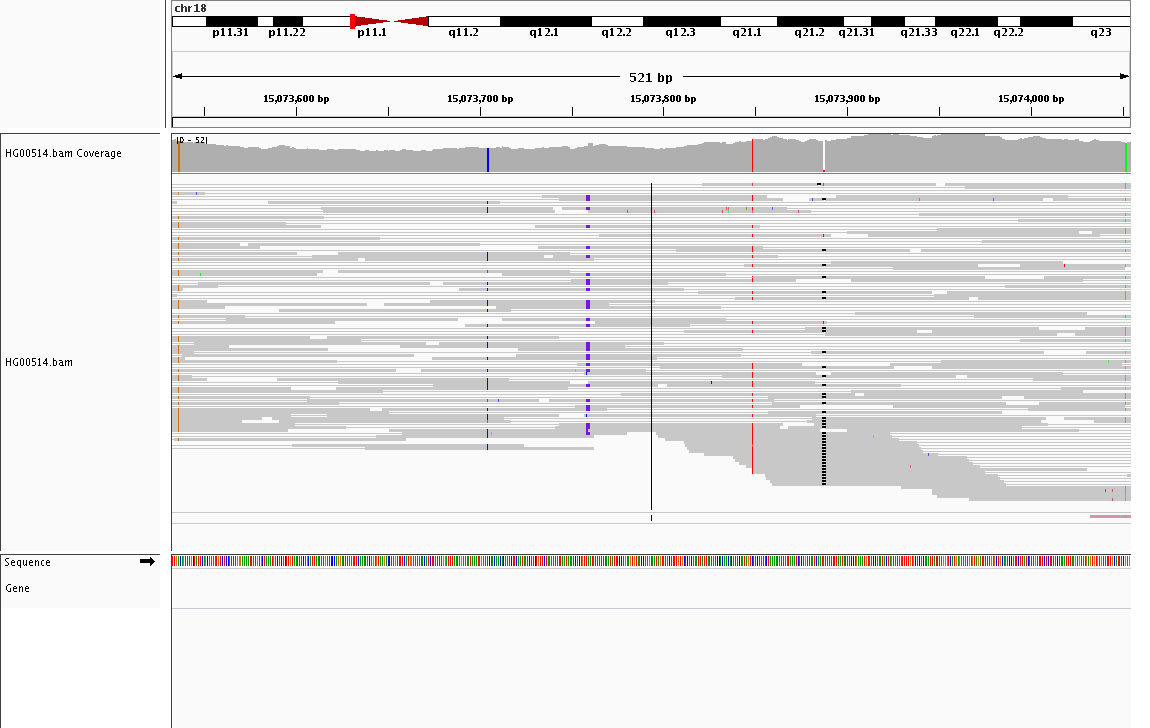 chr18
p11.31 p11.22 p11.1 q11.2 q12.1 q12.2 q12.3 q21.1 q21.2 q21.31 q21.33 q22.1 q22.2 q23
521 bp
15,073,600 bp 15,073,700 bp 15,073,800 bp 15,073,900 bp 15,074,000 bp
[0 - 52]
HG00514.bam Coverage
HG00514.bam
Sequence
Gene